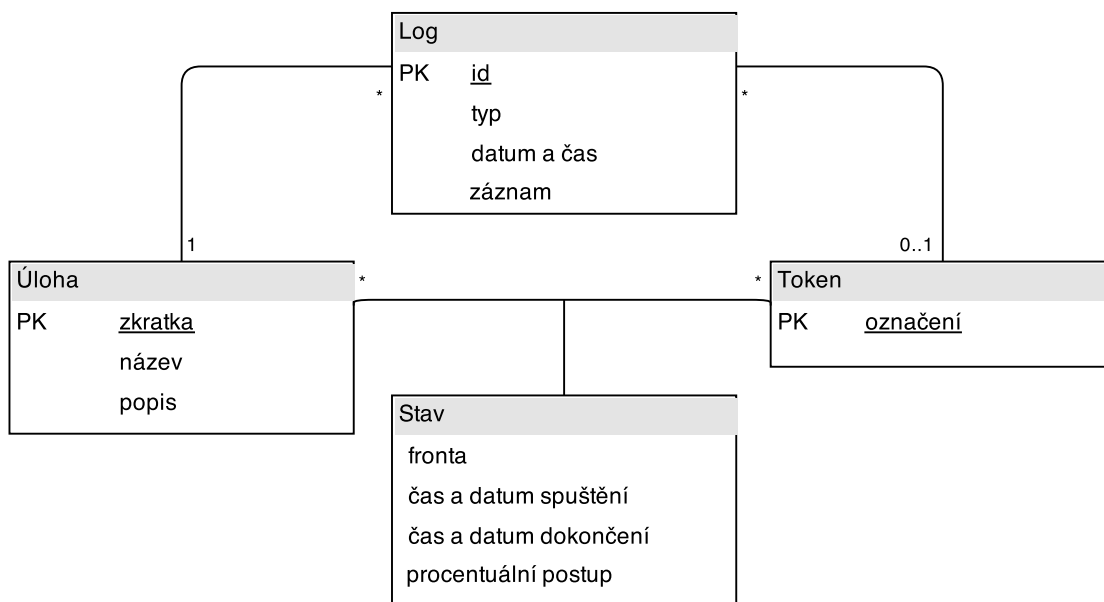 Log
PK id
typ
datum a čas
záznam
*
*
1
0..1
Úloha
PK zkratka
název
popis
*
*
Token
PK označení
Stav
fronta
čas a datum spuštění
čas a datum dokončení
procentuální postup